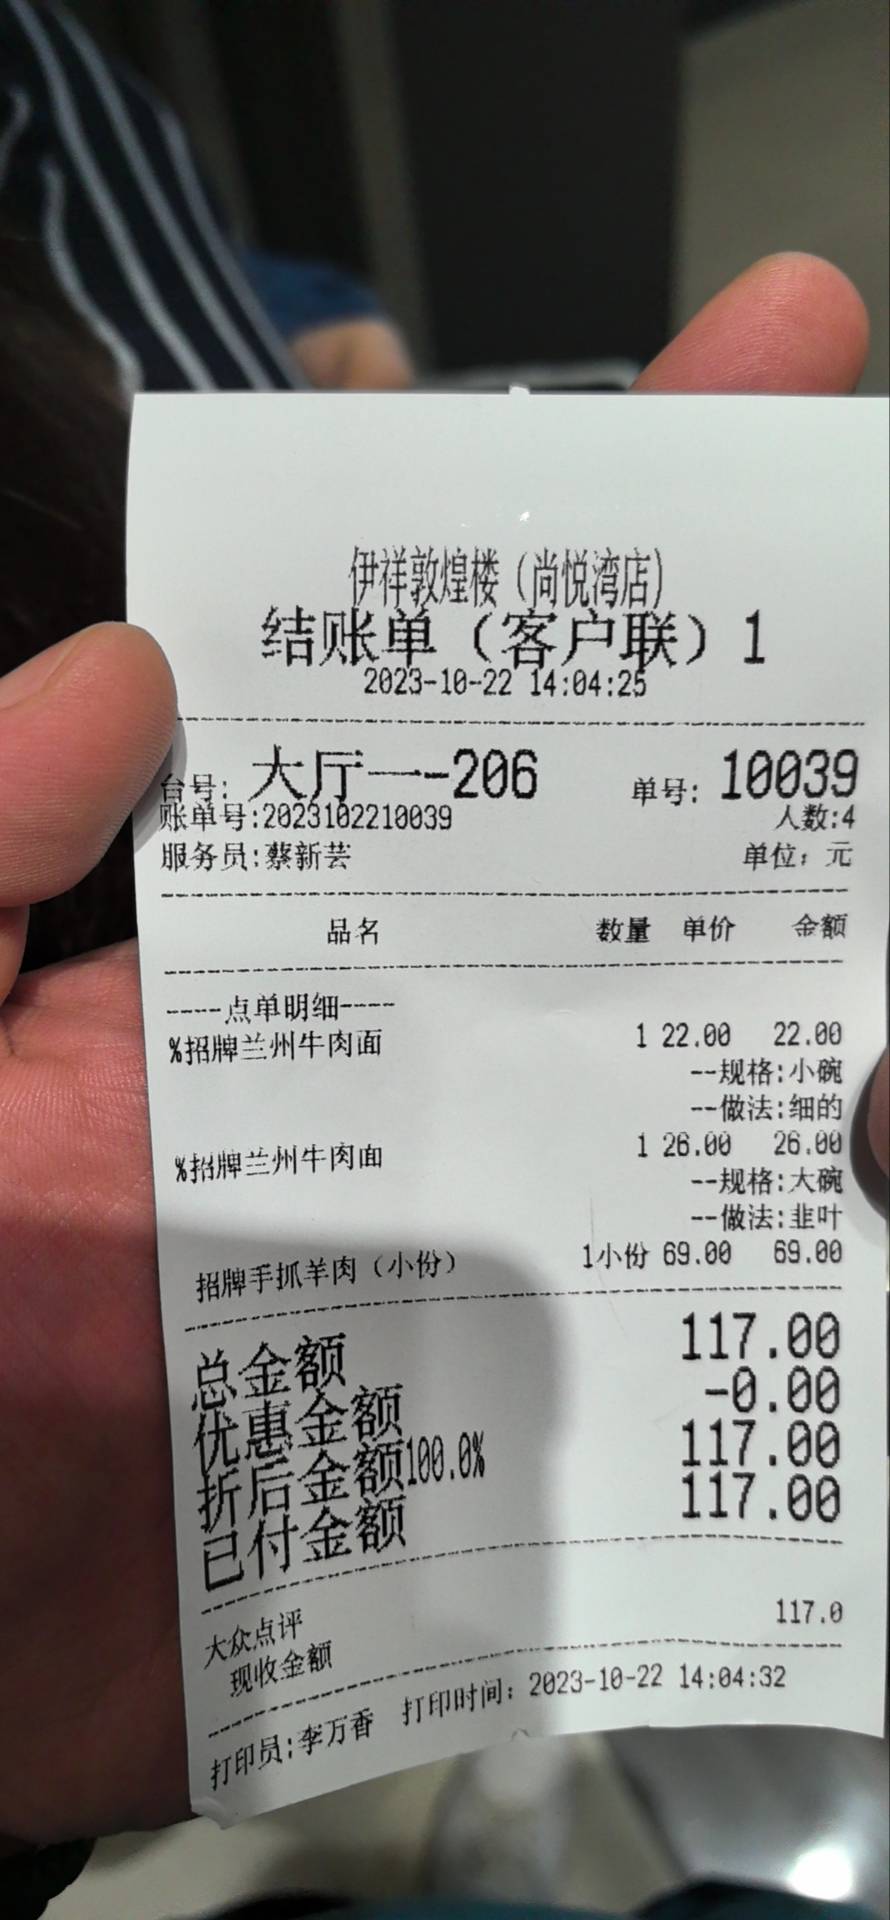 伊祥敦煌楼（尚悦湾店）
结账单（客户联）1
2023-10-22 14:04:25
台号: 大厅一-206 单号: 10039
账单号:2023102210039 人数:4
服务员:蔡新芸 单位: 元
品名 数量 单价 金额
----点单明细----
%招牌兰州牛肉面 1 22.00 22.00
--规格:小碗
--做法:细的
%招牌兰州牛肉面 1 26.00 26.00
--规格:大碗
--做法:韭叶
招牌手抓羊肉（小份） 1小份 69.00 69.00
总金额 117.00
优惠金额 -0.00
折后金额100.0% 117.00
已付金额 117.00
大众点评 117.0
现收金额
打印员:李万香 打印时间: 2023-10-22 14:04:32